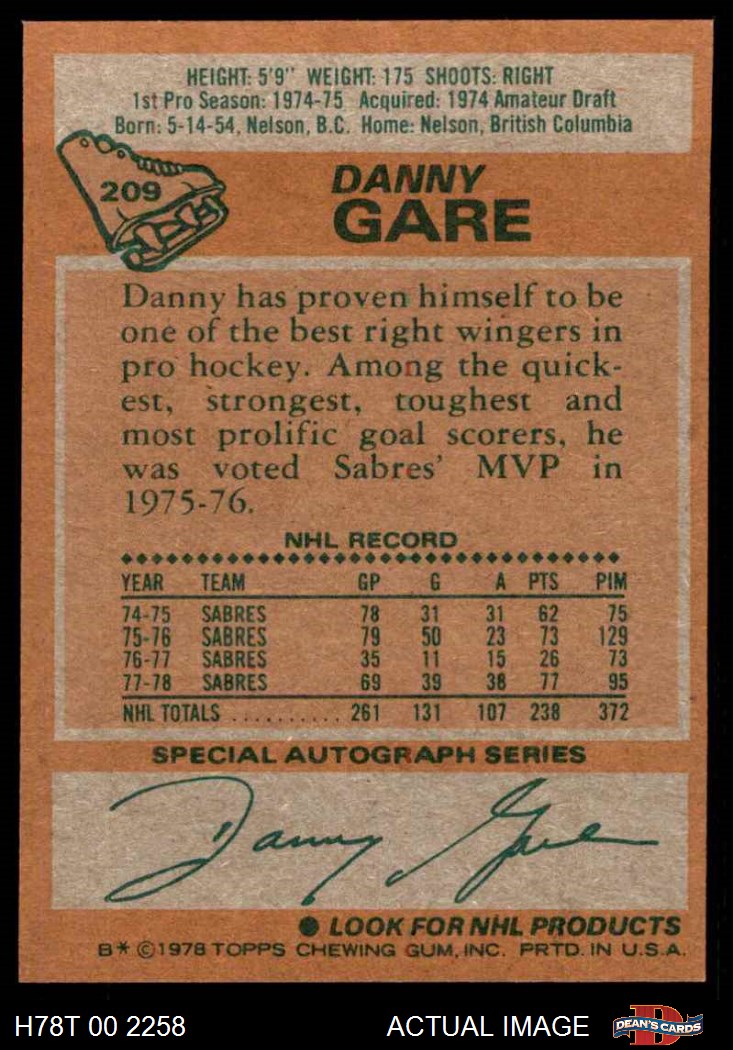 HEIGHT: 5'9" WEIGHT: 175 SHOOTS: RIGHT
1st Pro Season: 1974-75 Acquired: 1974 Amateur Draft
Born: 5-14-54, Nelson, B.C. Home: Nelson, British Columbia
209
DANNY
GARE
Danny has proven himself to be
one of the best right wingers in
pro hockey. Among the quick-
est, strongest, toughest and
most prolific goal scorers, he
was voted Sabres' MVP in
1975-76.
NHL RECORD
YEAR TEAM GP G A PTS PIM
74-75 SABRES 78 31 31 62 75
75-76 SABRES 79 50 23 73 129
76-77 SABRES 35 11 15 26 73
77-78 SABRES 69 39 38 77 95
NHL TOTALS .......... 261 131 107 238 372
SPECIAL AUTOGRAPH SERIES
Danny Gare
● LOOK FOR NHL PRODUCTS
B* ©1978 TOPPS CHEWING GUM, INC. PRTD. IN U.S.A.
H78T 00 2258 ACTUAL IMAGE D DEAN'S CARDS